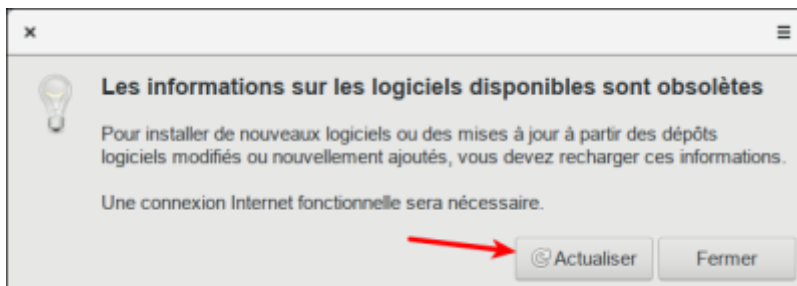 Les informations sur les logiciels disponibles sont obsolètes
Pour installer de nouveaux logiciels ou des mises à jour à partir des dépôts
logiciels modifiés ou nouvellement ajoutés, vous devez recharger ces informations.
Une connexion Internet fonctionnelle sera nécessaire.
Actualiser
Fermer